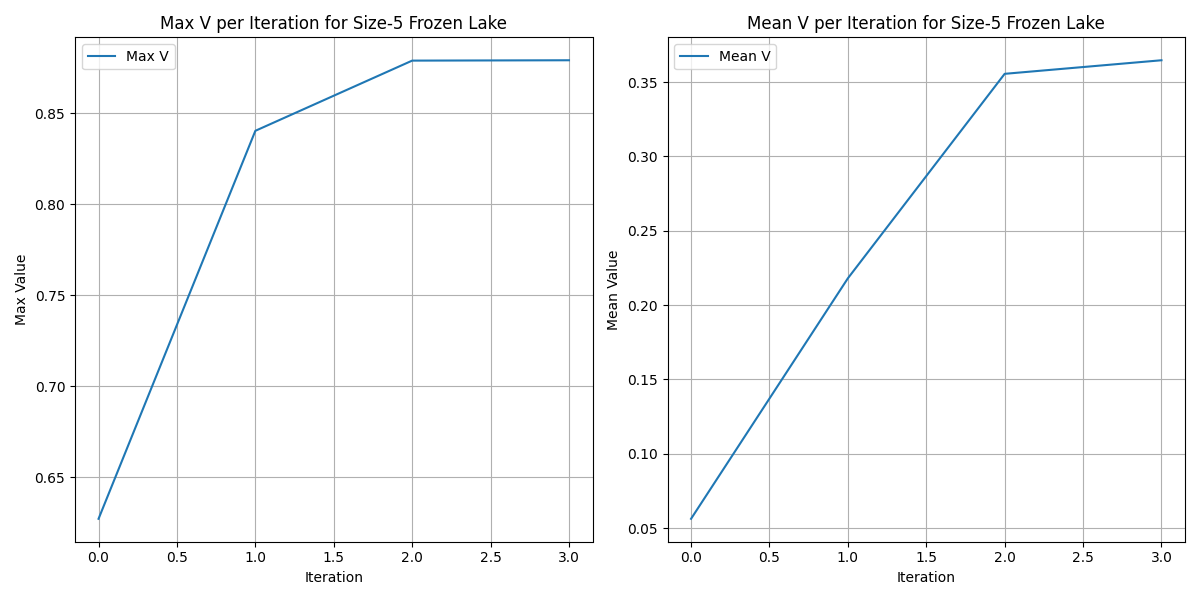 Max V per Iteration for Size-5 Frozen Lake
Max V
Max Value
0.85
0.80
0.75
0.70
0.65
0.0 0.5 1.0 1.5 2.0 2.5 3.0
Iteration
Mean V per Iteration for Size-5 Frozen Lake
Mean V
Mean Value
0.35
0.30
0.25
0.20
0.15
0.10
0.05
0.0 0.5 1.0 1.5 2.0 2.5 3.0
Iteration